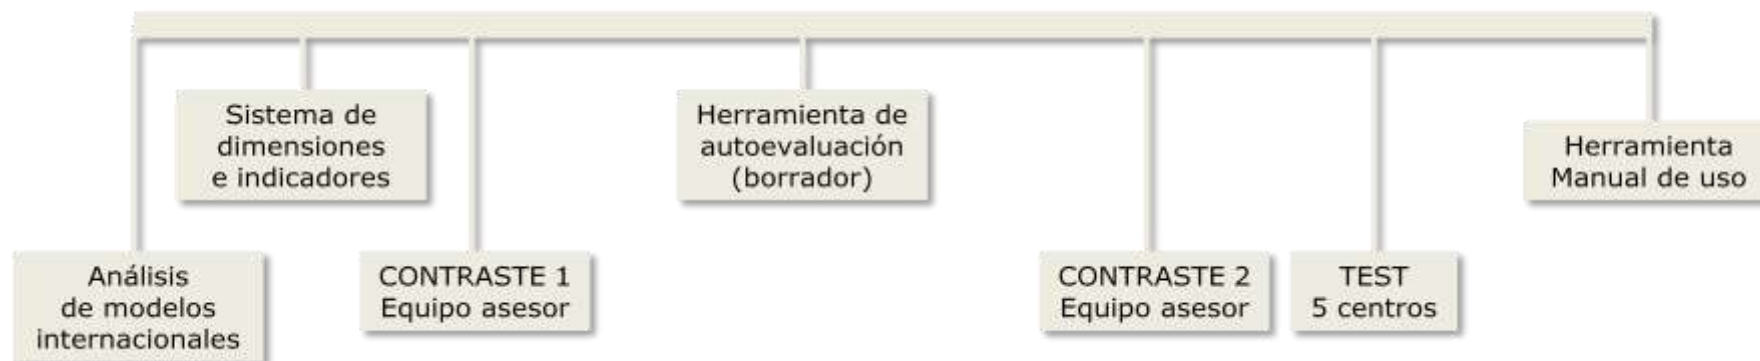 Análisis
de modelos
internacionales
Sistema de
dimensiones
e indicadores
CONTRASTE 1
Equipo asesor
Herramienta de
autoevaluación
(borrador)
CONTRASTE 2
Equipo asesor
TEST
5 centros
Herramienta
Manual de uso